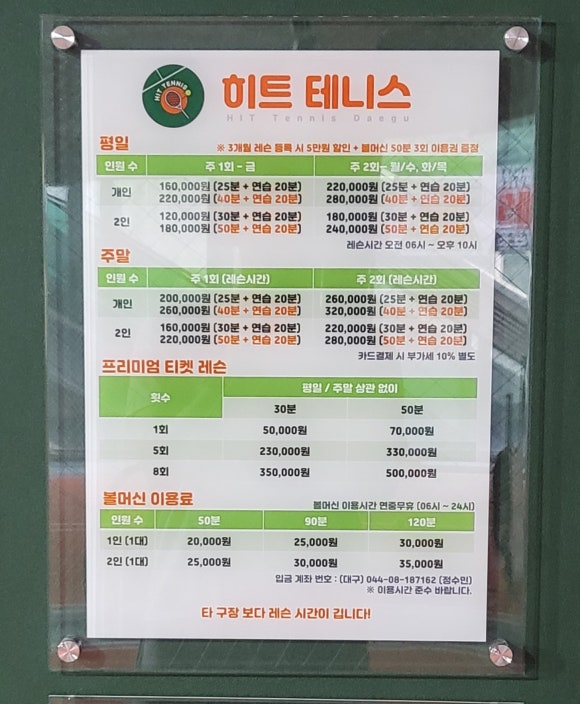 HIT TENNIS
히트 테니스
HIT Tennis Daegu
평일
※ 3개월 레슨 등록 시 5만원 할인 + 볼머신 50분 3회 이용권 증정
인원 수 주 1회 - 금 주 2회 - 월/수, 화/목
개인 160,000원 (25분 + 연습 20분) 220,000원 (25분 + 연습 20분)
220,000원 (40분 + 연습 20분) 280,000원 (40분 + 연습 20분)
2인 120,000원 (30분 + 연습 20분) 180,000원 (30분 + 연습 20분)
180,000원 (50분 + 연습 20분) 240,000원 (50분 + 연습 20분)
레슨시간 오전 06시 ~ 오후 10시
주말
인원 수 주 1회 (레슨시간) 주 2회 (레슨시간)
개인 200,000원 (25분 + 연습 20분) 260,000원 (25분 + 연습 20분)
260,000원 (40분 + 연습 20분) 320,000원 (40분 + 연습 20분)
2인 160,000원 (30분 + 연습 20분) 220,000원 (30분 + 연습 20분)
220,000원 (50분 + 연습 20분) 280,000원 (50분 + 연습 20분)
카드결제 시 부가세 10% 별도
프리미엄 티켓 레슨
횟수 평일 / 주말 상관 없이
30분 50분
1회 50,000원 70,000원
5회 230,000원 330,000원
8회 350,000원 500,000원
볼머신 이용료
볼머신 이용시간 연중무휴 (06시 ~ 24시)
인원 수 50분 90분 120분
1인 (1대) 20,000원 25,000원 30,000원
2인 (1대) 25,000원 30,000원 35,000원
입금 계좌 번호 : (대구) 044-08-187162 (정수민)
※ 이용시간 준수 바랍니다.
타 구장 보다 레슨 시간이 깁니다!